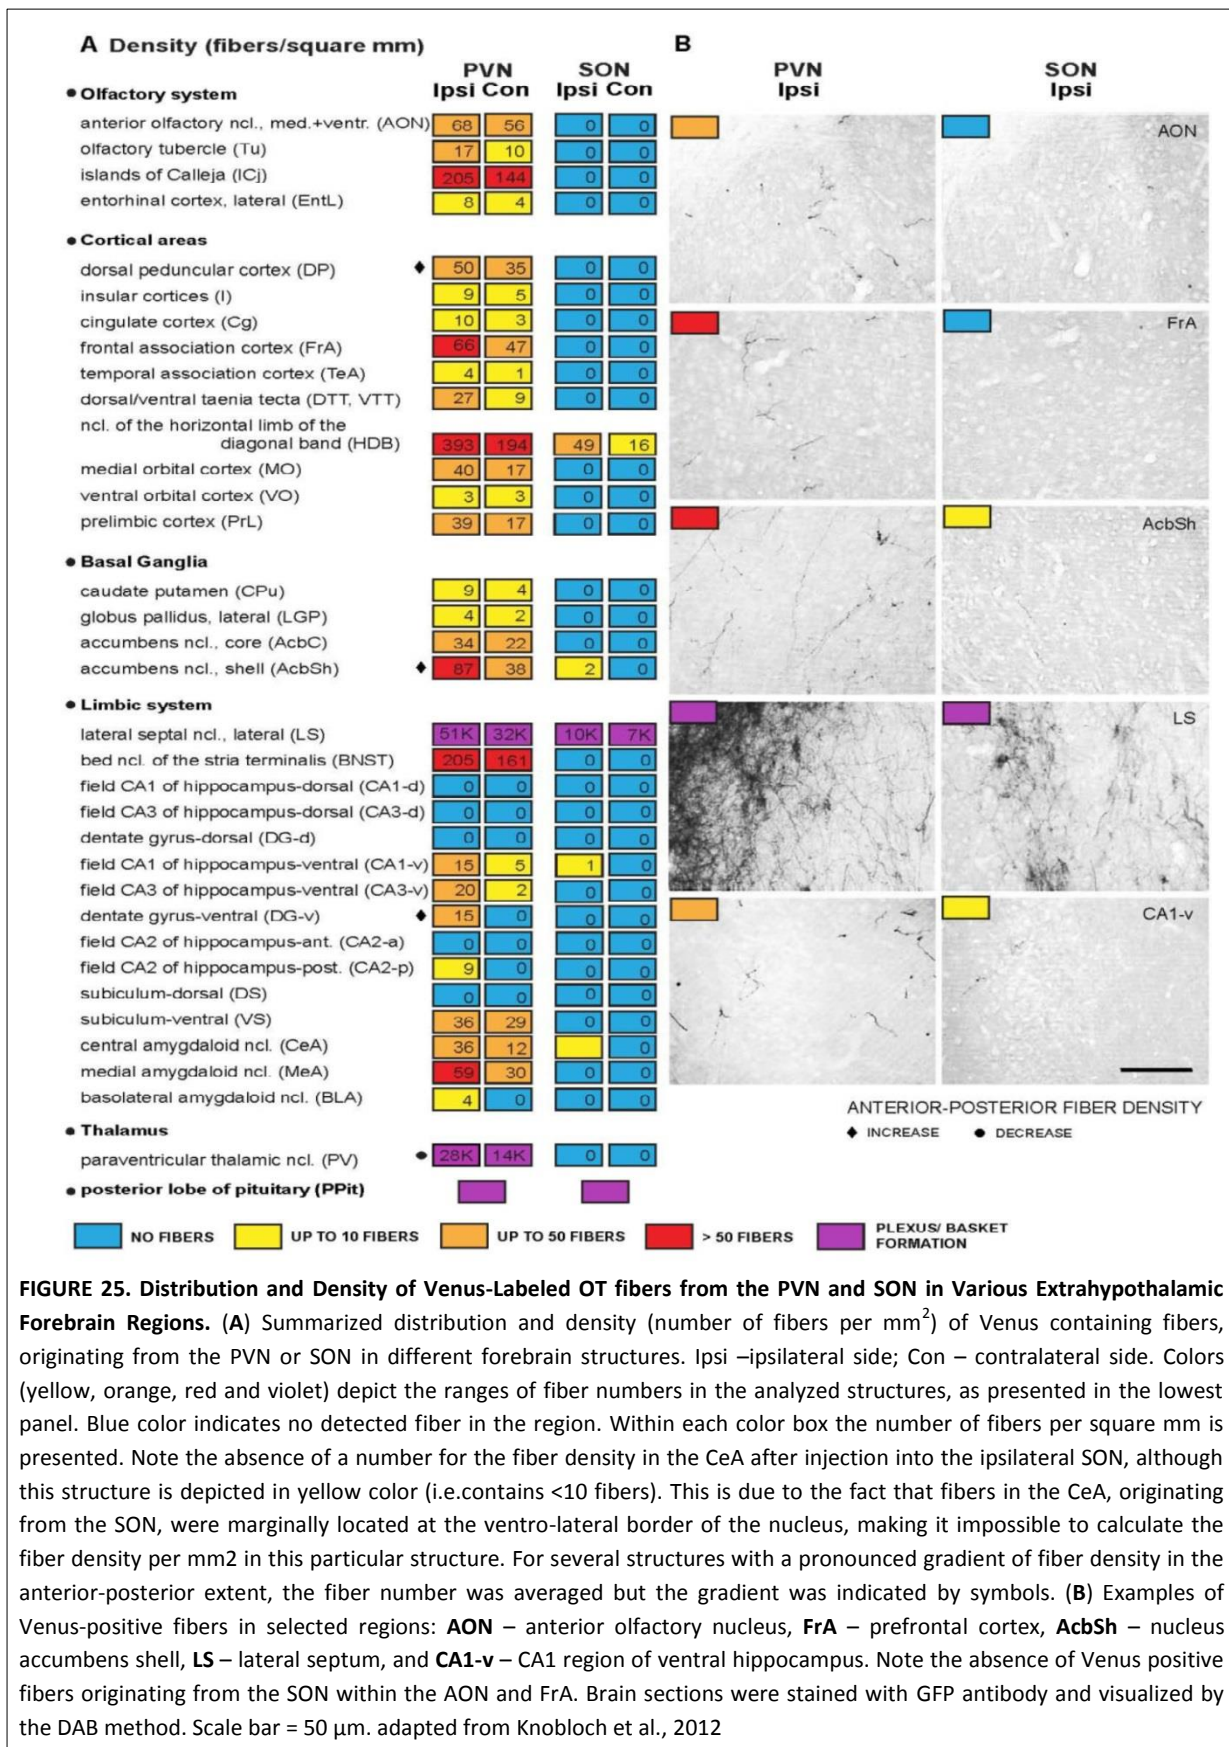 A Density (fibers/square mm)
PVN SON
Ipsi Con Ipsi Con
• Olfactory system
anterior olfactory ncl., med.+ventr. (AON) 68 56 0 0
olfactory tubercle (Tu) 17 10 0 0
islands of Calleja (ICj) 205 144 0 0
entorhinal cortex, lateral (EntL) 8 4 0 0
• Cortical areas
dorsal peduncular cortex (DP) ♦ 50 35 0 0
insular cortices (I) 9 5 0 0
cingulate cortex (Cg) 10 3 0 0
frontal association cortex (FrA) 66 47 0 0
temporal association cortex (TeA) 4 1 0 0
dorsal/ventral taenia tecta (DTT, VTT) 27 9 0 0
ncl. of the horizontal limb of the
diagonal band (HDB) 393 194 49 16
medial orbital cortex (MO) 40 17 0 0
ventral orbital cortex (VO) 3 3 0 0
prelimbic cortex (PrL) 39 17 0 0
• Basal Ganglia
caudate putamen (CPu) 9 4 0 0
globus pallidus, lateral (LGP) 4 2 0 0
accumbens ncl., core (AcbC) 34 22 0 0
accumbens ncl., shell (AcbSh) ♦ 87 38 2 0
• Limbic system
lateral septal ncl., lateral (LS) 51K 32K 10K 7K
bed ncl. of the stria terminalis (BNST) 205 161 0 0
field CA1 of hippocampus-dorsal (CA1-d) 0 0 0 0
field CA3 of hippocampus-dorsal (CA3-d) 0 0 0 0
dentate gyrus-dorsal (DG-d) 0 0 0 0
field CA1 of hippocampus-ventral (CA1-v) 15 5 1 0
field CA3 of hippocampus-ventral (CA3-v) 20 2 0 0
dentate gyrus-ventral (DG-v) ♦ 15 0 0 0
field CA2 of hippocampus-ant. (CA2-a) 0 0 0 0
field CA2 of hippocampus-post. (CA2-p) 9 0 0 0
subiculum-dorsal (DS) 0 0 0 0
subiculum-ventral (VS) 36 29 0 0
central amygdaloid ncl. (CeA) 36 12 0
medial amygdaloid ncl. (MeA) 59 30 0 0
basolateral amygdaloid ncl. (BLA) 4 0 0 0
• Thalamus
paraventricular thalamic ncl. (PV) ● 28K 14K 0 0
• posterior lobe of pituitary (PPit)
B
PVN SON
Ipsi Ipsi
AON
FrA
AcbSh
LS
CA1-v
ANTERIOR-POSTERIOR FIBER DENSITY
♦ INCREASE ● DECREASE
NO FIBERS UP TO 10 FIBERS UP TO 50 FIBERS > 50 FIBERS PLEXUS/ BASKET
FORMATION
FIGURE 25. Distribution and Density of Venus-Labeled OT fibers from the PVN and SON in Various Extrahypothalamic
Forebrain Regions. (A) Summarized distribution and density (number of fibers per mm²) of Venus containing fibers,
originating from the PVN or SON in different forebrain structures. Ipsi –ipsilateral side; Con – contralateral side. Colors
(yellow, orange, red and violet) depict the ranges of fiber numbers in the analyzed structures, as presented in the lowest
panel. Blue color indicates no detected fiber in the region. Within each color box the number of fibers per square mm is
presented. Note the absence of a number for the fiber density in the CeA after injection into the ipsilateral SON, although
this structure is depicted in yellow color (i.e.contains <10 fibers). This is due to the fact that fibers in the CeA, originating
from the SON, were marginally located at the ventro-lateral border of the nucleus, making it impossible to calculate the
fiber density per mm2 in this particular structure. For several structures with a pronounced gradient of fiber density in the
anterior-posterior extent, the fiber number was averaged but the gradient was indicated by symbols. (B) Examples of
Venus-positive fibers in selected regions: AON – anterior olfactory nucleus, FrA – prefrontal cortex, AcbSh – nucleus
accumbens shell, LS – lateral septum, and CA1-v – CA1 region of ventral hippocampus. Note the absence of Venus positive
fibers originating from the SON within the AON and FrA. Brain sections were stained with GFP antibody and visualized by
the DAB method. Scale bar = 50 μm. adapted from Knobloch et al., 2012